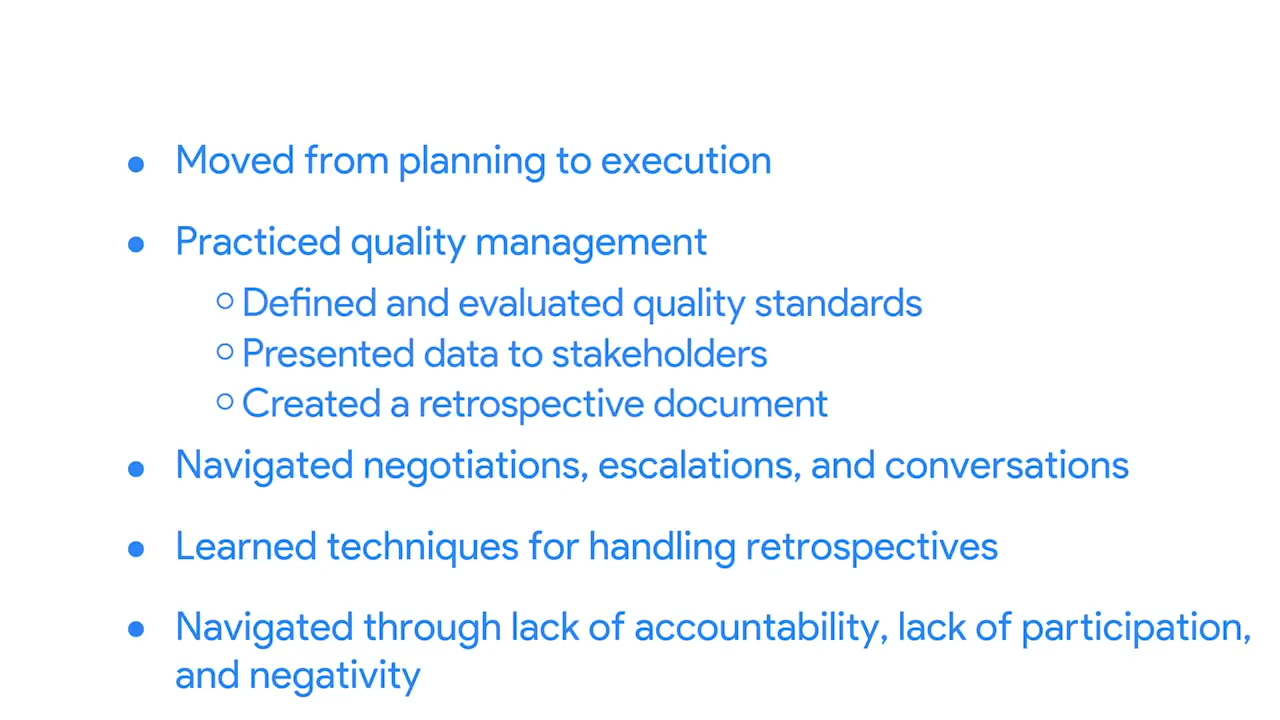 • Moved from planning to execution
• Practiced quality management
○ Defined and evaluated quality standards
○ Presented data to stakeholders
○ Created a retrospective document
• Navigated negotiations, escalations, and conversations
• Learned techniques for handling retrospectives
• Navigated through lack of accountability, lack of participation,
and negativity